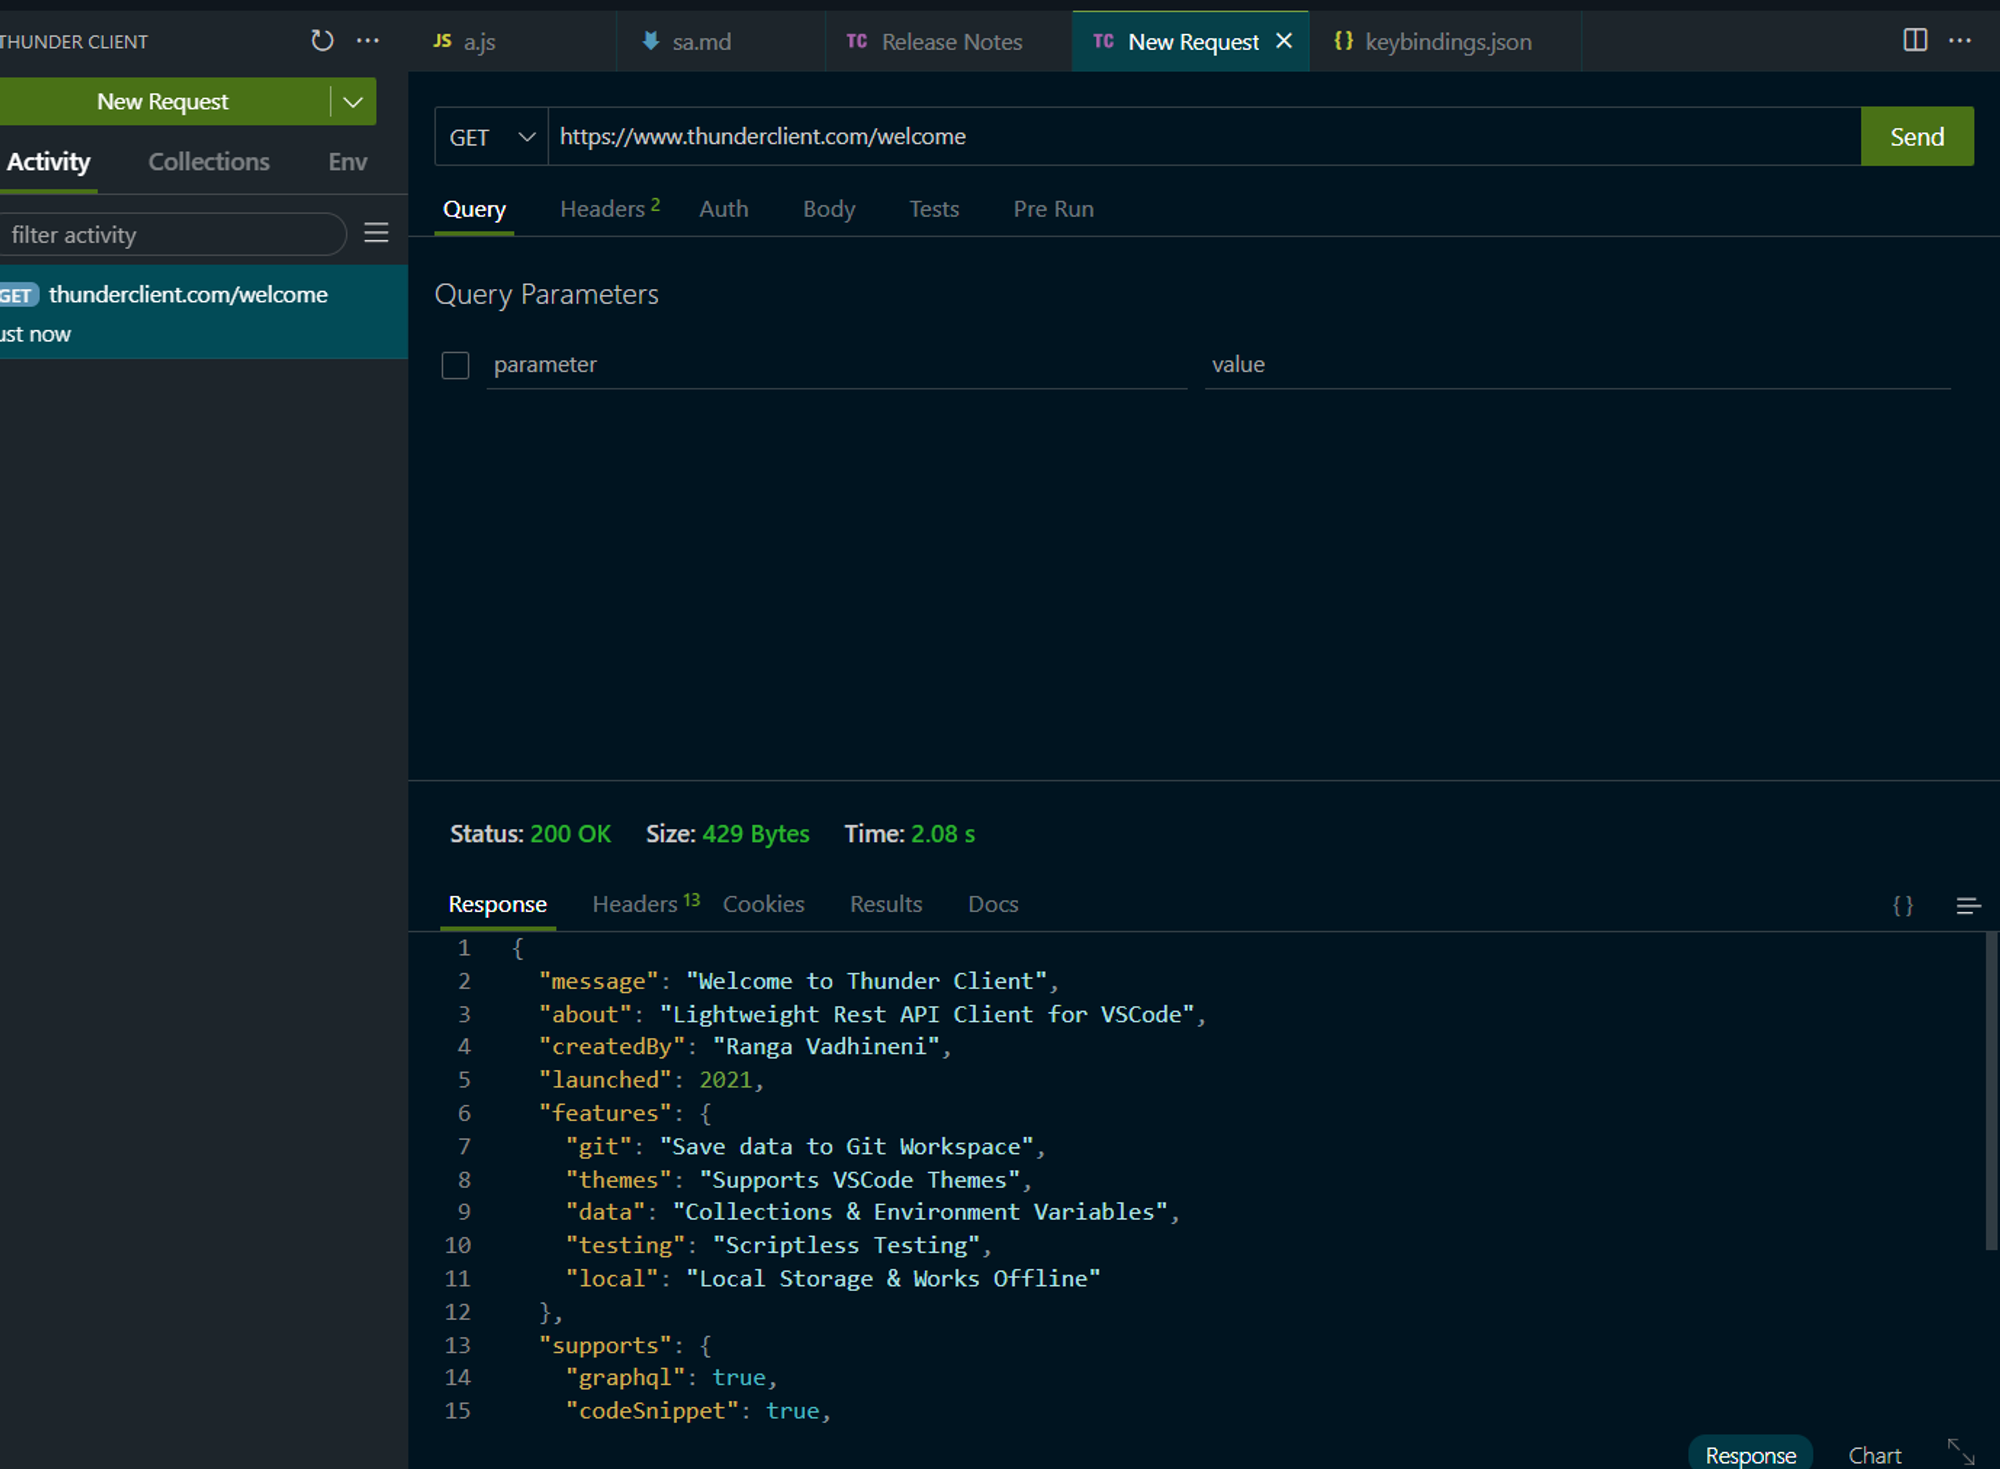 THUNDER CLIENT
New Request
Activity Collections Env
filter activity
GET thunderclient.com/welcome
ust now
JS a.js
sa.md
TC Release Notes
TC New Request
{} keybindings.json
GET https://www.thunderclient.com/welcome Send
Query Headers 2 Auth Body Tests Pre Run
Query Parameters
parameter value
Status: 200 OK Size: 429 Bytes Time: 2.08 s
Response Headers 13 Cookies Results Docs {}
1 {
2 "message": "Welcome to Thunder Client",
3 "about": "Lightweight Rest API Client for VSCode",
4 "createdBy": "Ranga Vadhineni",
5 "launched": 2021,
6 "features": {
7 "git": "Save data to Git Workspace",
8 "themes": "Supports VSCode Themes",
9 "data": "Collections & Environment Variables",
10 "testing": "Scriptless Testing",
11 "local": "Local Storage & Works Offline"
12 },
13 "supports": {
14 "graphql": true,
15 "codeSnippet": true,
Response Chart